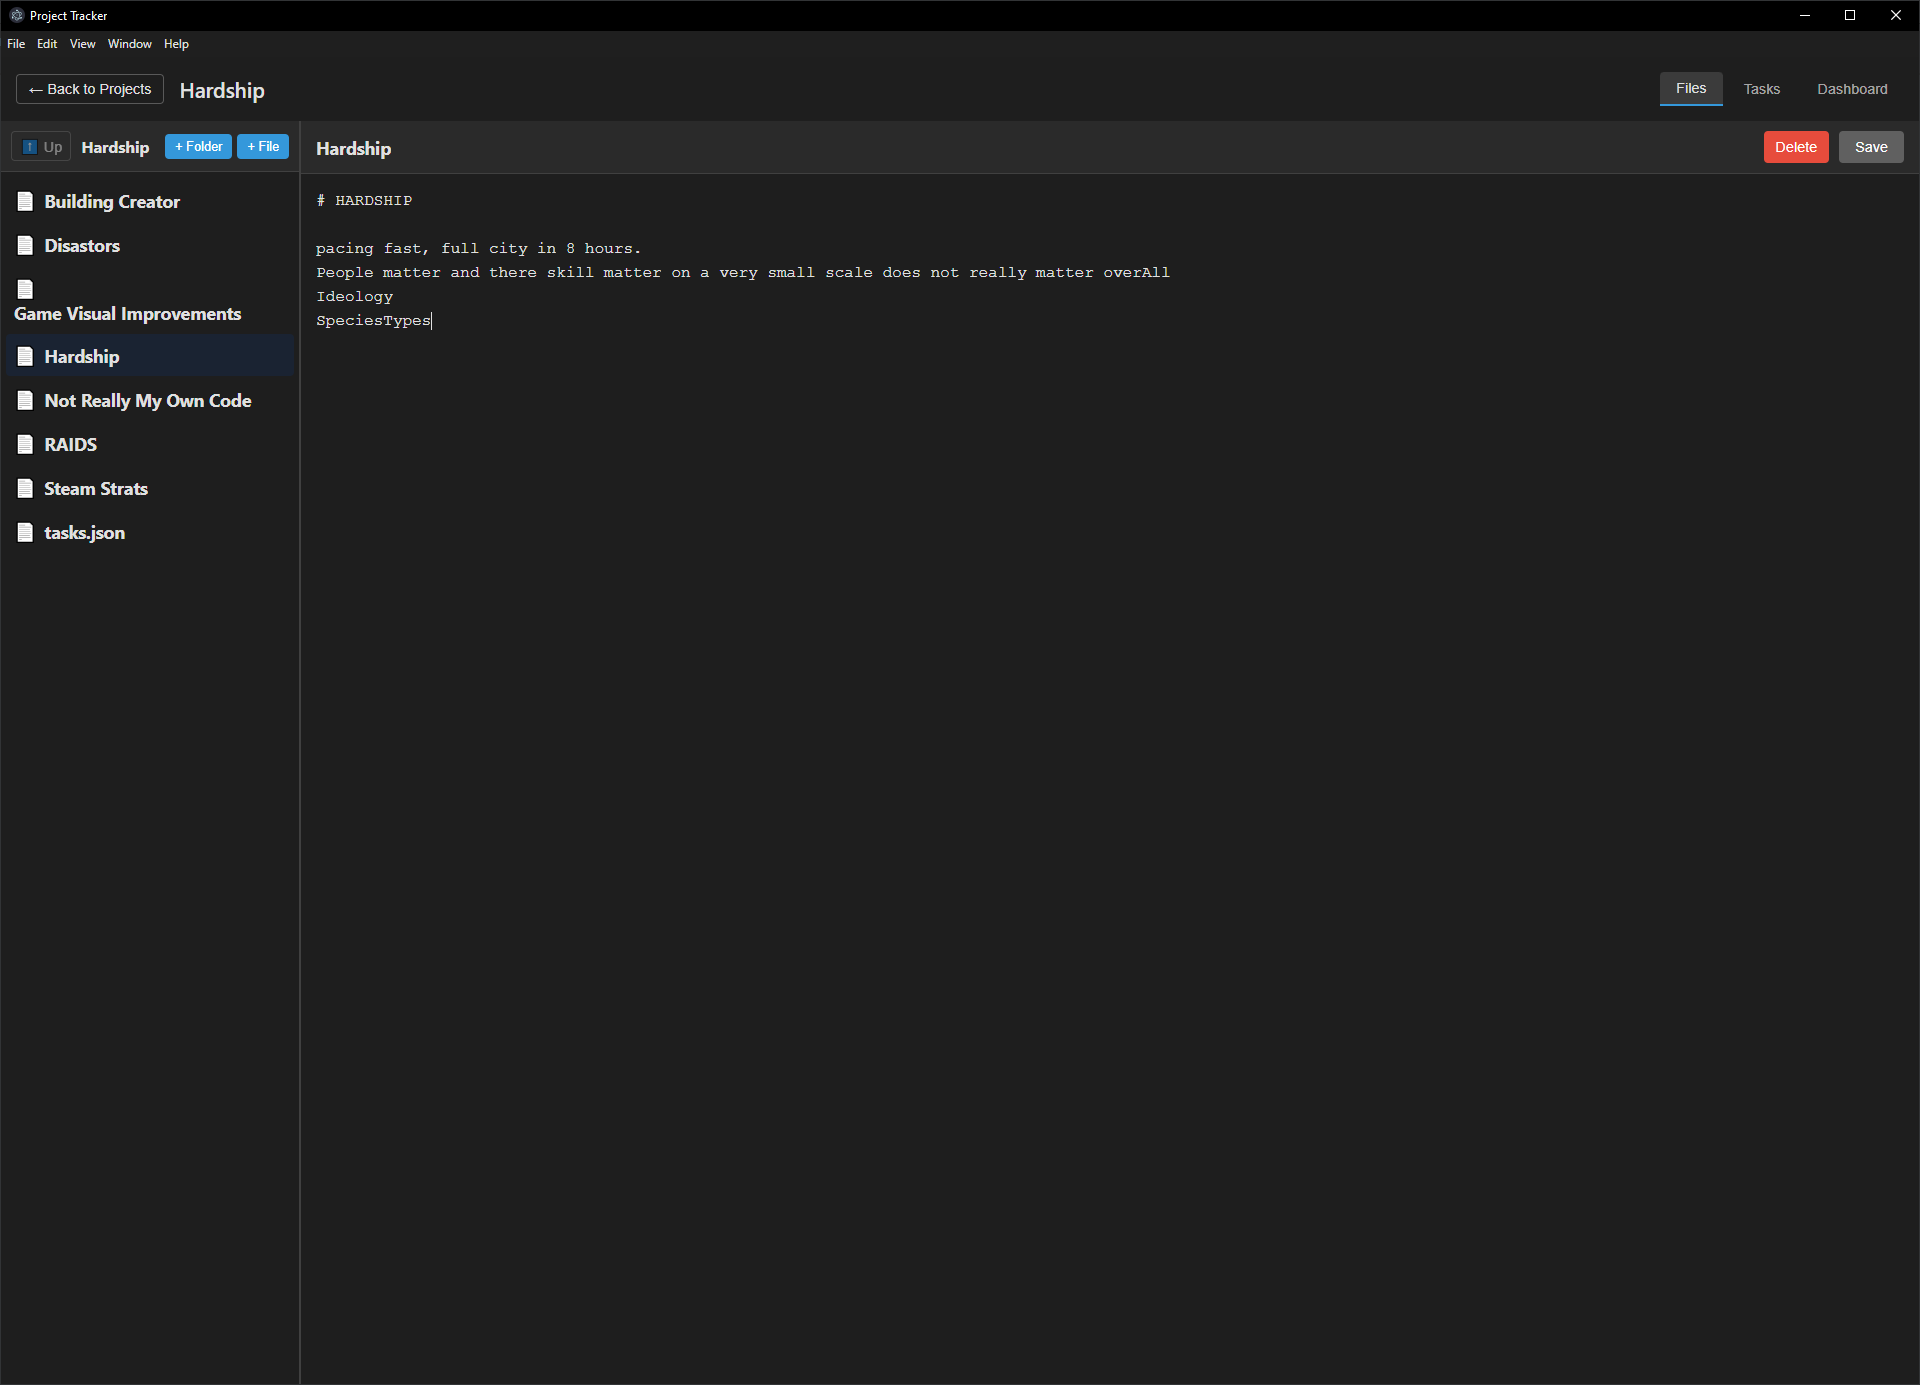 Project Tracker
File Edit View Window Help
← Back to Projects Hardship Files Tasks Dashboard
↑ Up Hardship + Folder + File
Building Creator
Disastors
Game Visual Improvements
Hardship
Not Really My Own Code
RAIDS
Steam Strats
tasks.json
Hardship Delete Save
# HARDSHIP
pacing fast, full city in 8 hours.
People matter and there skill matter on a very small scale does not really matter overAll
Ideology
SpeciesTypes